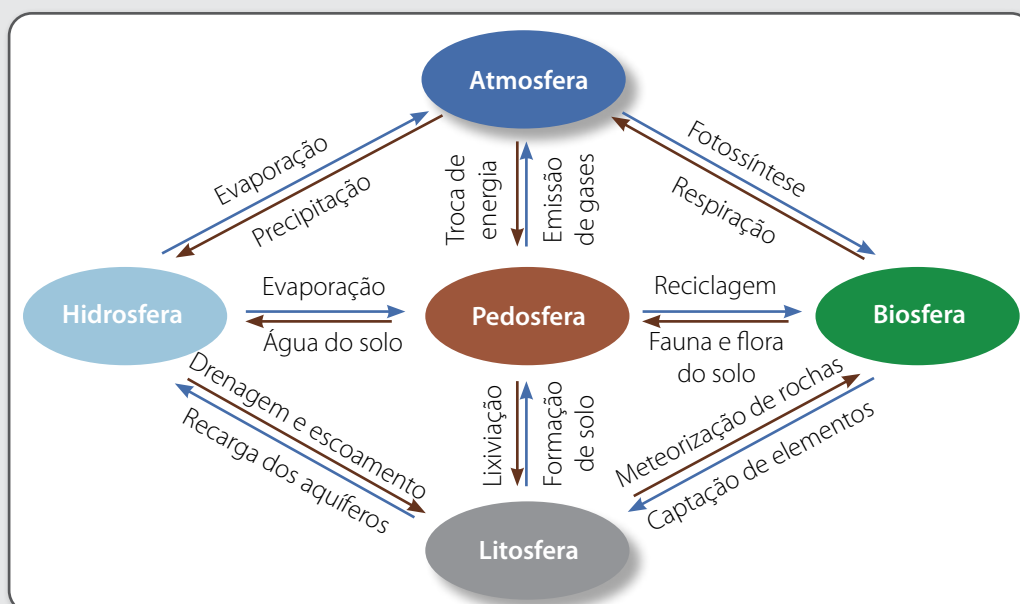 Atmosfera
Evaporação
Precipitação
Troca de
energia
Emissão
de gases
Fotossíntese
Respiração
Hidrosfera
Evaporação
Água do solo
Pedosfera
Reciclagem
Fauna e flora
do solo
Biosfera
Drenagem e escoamento
Recarga dos aquíferos
Lixiviação
Formação
de solo
Meteorização de rochas
Captação de elementos
Litosfera